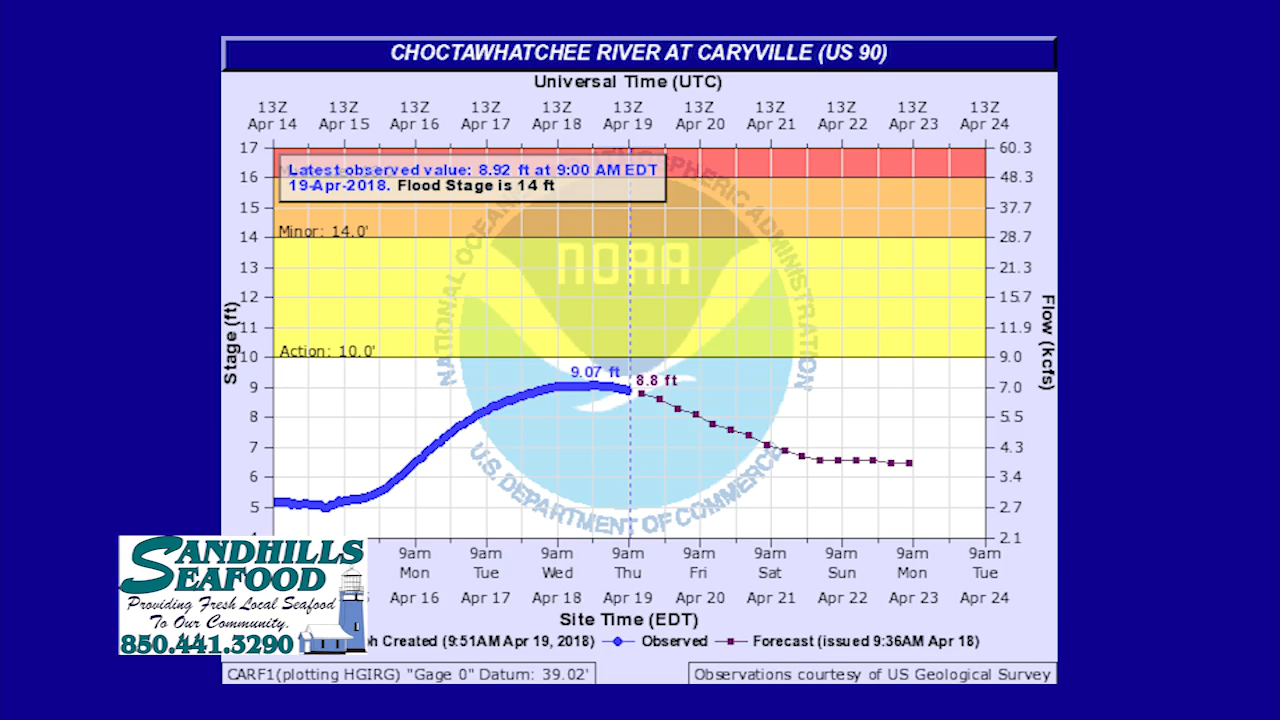 CHOCTAWHATCHEE RIVER AT CARYVILLE (US 90)
Universal Time (UTC)
13Z 13Z 13Z 13Z 13Z 13Z 13Z 13Z 13Z 13Z 13Z
Apr 14 Apr 15 Apr 16 Apr 17 Apr 18 Apr 19 Apr 20 Apr 21 Apr 22 Apr 23 Apr 24
17 60.3
Latest observed value: 8.92 ft at 9:00 AM EDT
16 48.3
19-Apr-2018. Flood Stage is 14 ft
15 37.7
Minor: 14.0'
14 28.7
NOAA
NATIONAL OCEANIC AND ATMOSPHERIC ADMINISTRATION
13 21.3
12 15.7
11 11.9
Stage (ft)
Flow (kcfs)
Action: 10.0'
10 9.0
9.07 ft
8.8 ft
9 7.0
8 5.5
7 4.3
6 3.4
5 2.7
U.S. DEPARTMENT OF COMMERCE
2.1
9am 9am 9am 9am 9am 9am 9am 9am 9am
Mon Tue Wed Thu Fri Sat Sun Mon Tue
Apr 16 Apr 17 Apr 18 Apr 19 Apr 20 Apr 21 Apr 22 Apr 23 Apr 24
Site Time (EDT)
Created (9:51AM Apr 19, 2018) Observed Forecast (issued 9:36AM Apr 18)
CARF1(plotting HGIRG) "Gage 0" Datum: 39.02'
Observations courtesy of US Geological Survey
SANDHILLS
SEAFOOD
Providing Fresh Local Seafood
To Our Community.
850.441.3290